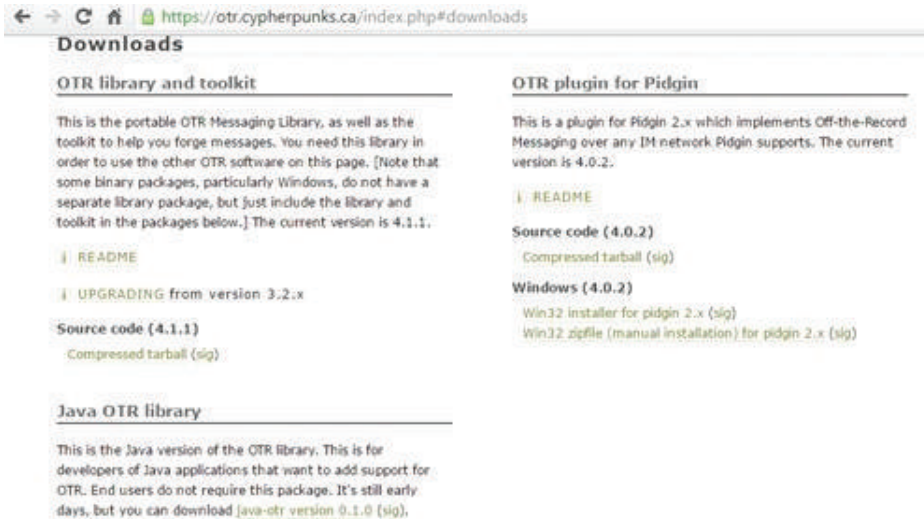 https://otr.cypherpunks.ca/index.php#downloads
Downloads
OTR library and toolkit
This is the portable OTR Messaging Library, as well as the
toolkit to help you forge messages. You need this library in
order to use the other OTR software on this page. [Note that
some binary packages, particularly Windows, do not have a
separate library package, but just include the library and
toolkit in the packages below.] The current version is 4.1.1.
README
UPGRADING from version 3.2.x
Source code (4.1.1)
Compressed tarball (sig)
Java OTR library
This is the Java version of the OTR library. This is for
developers of Java applications that want to add support for
OTR. End users do not require this package. It's still early
days, but you can download java-otr version 0.1.0 (sig).
OTR plugin for Pidgin
This is a plugin for Pidgin 2.x which implements Off-the-Record
Messaging over any IM network Pidgin supports. The current
version is 4.0.2.
README
Source code (4.0.2)
Compressed tarball (sig)
Windows (4.0.2)
Win32 installer for pidgin 2.x (sig)
Win32 zipfile (manual installation) for pidgin 2.x (sig)